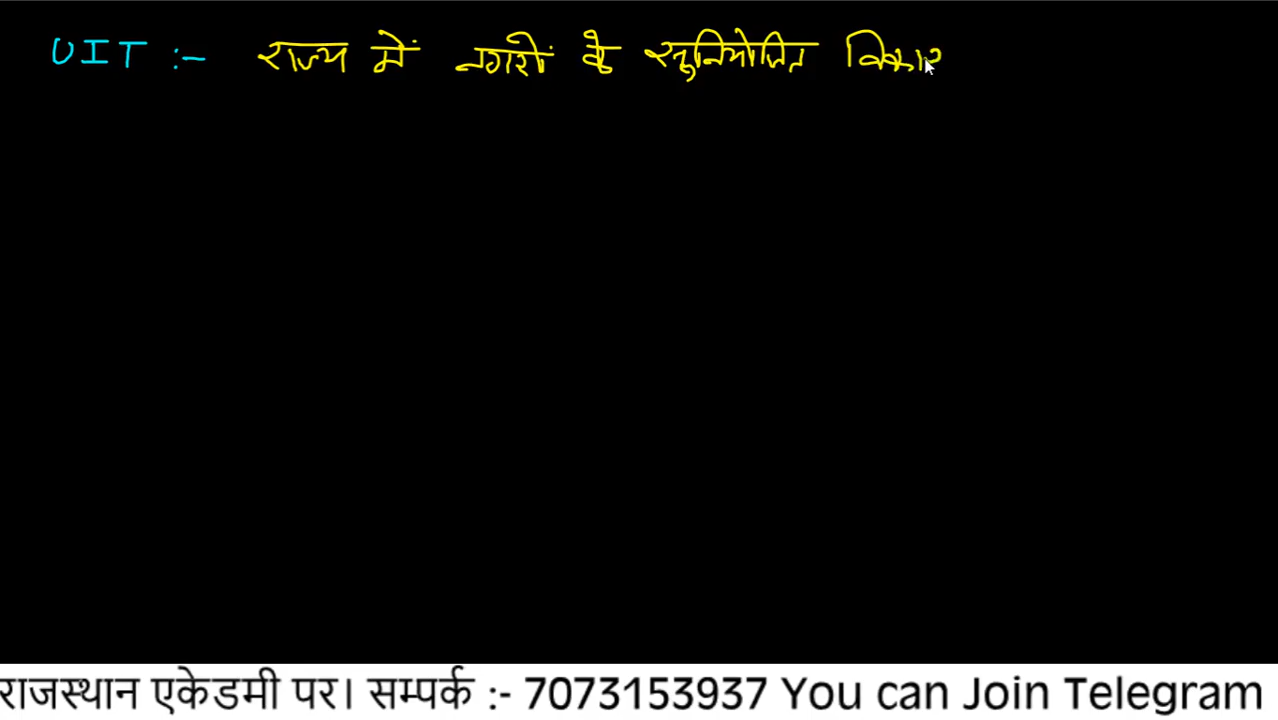 UIT :- राज्य में नगरों के सुनियोजित विकास
राजस्थान एकेडमी पर। सम्पर्क :- 7073153937 You can Join Telegram